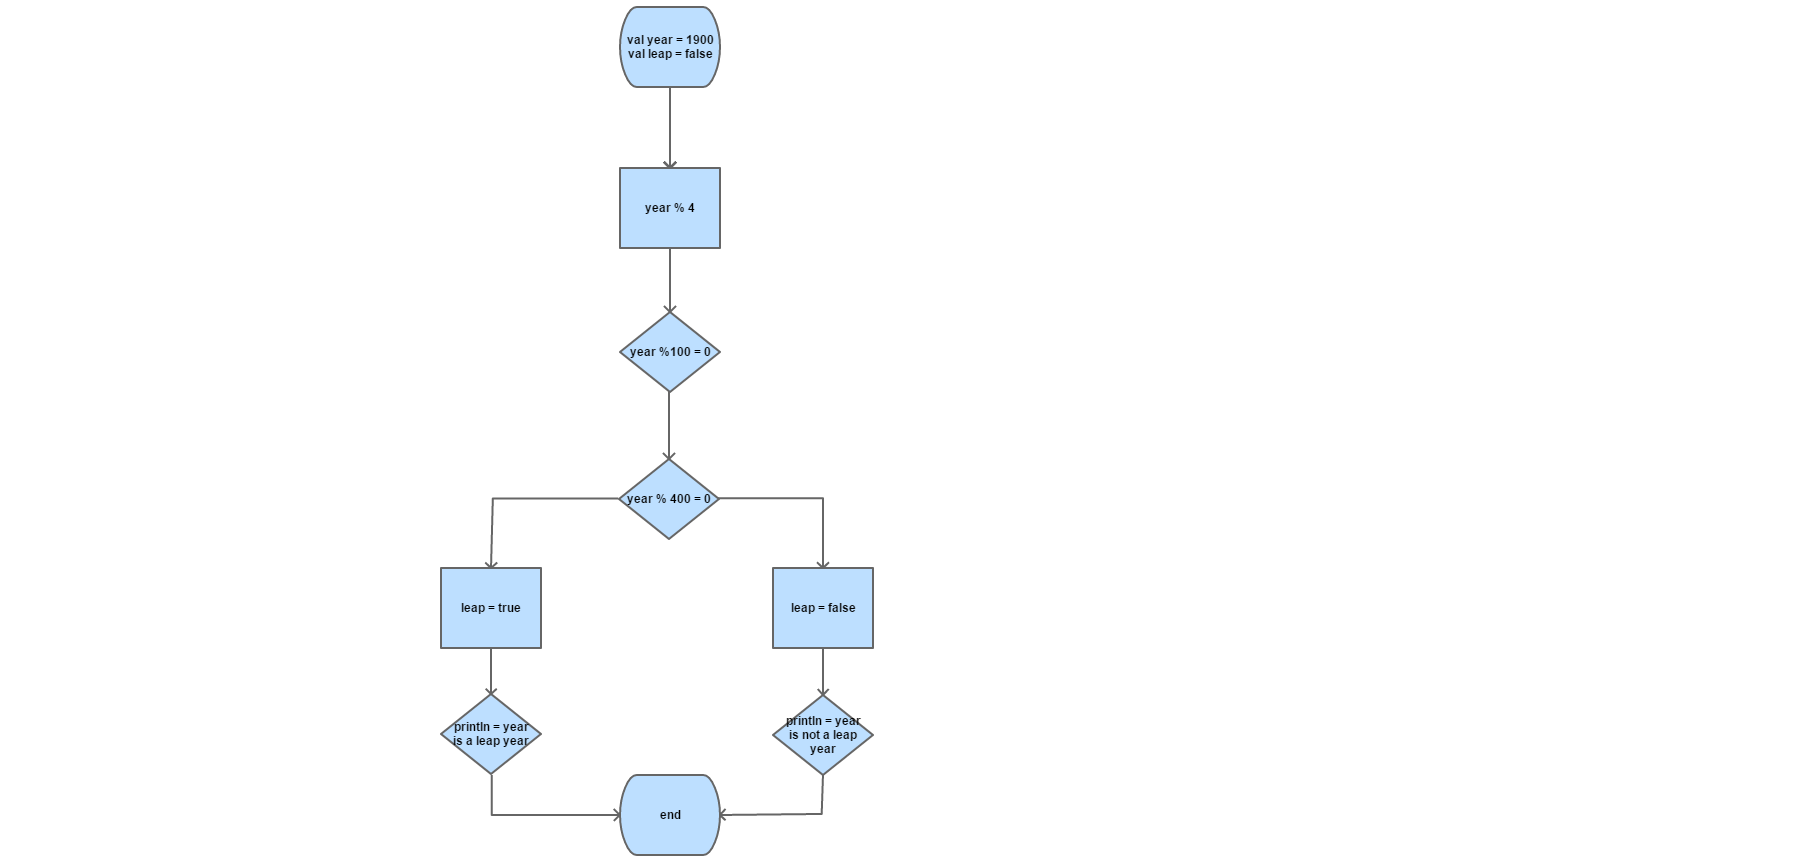 val year = 1900
val leap = false
year % 4
year %100 = 0
year % 400 = 0
leap = true
leap = false
println = year
is a leap year
println = year
is not a leap
year
end